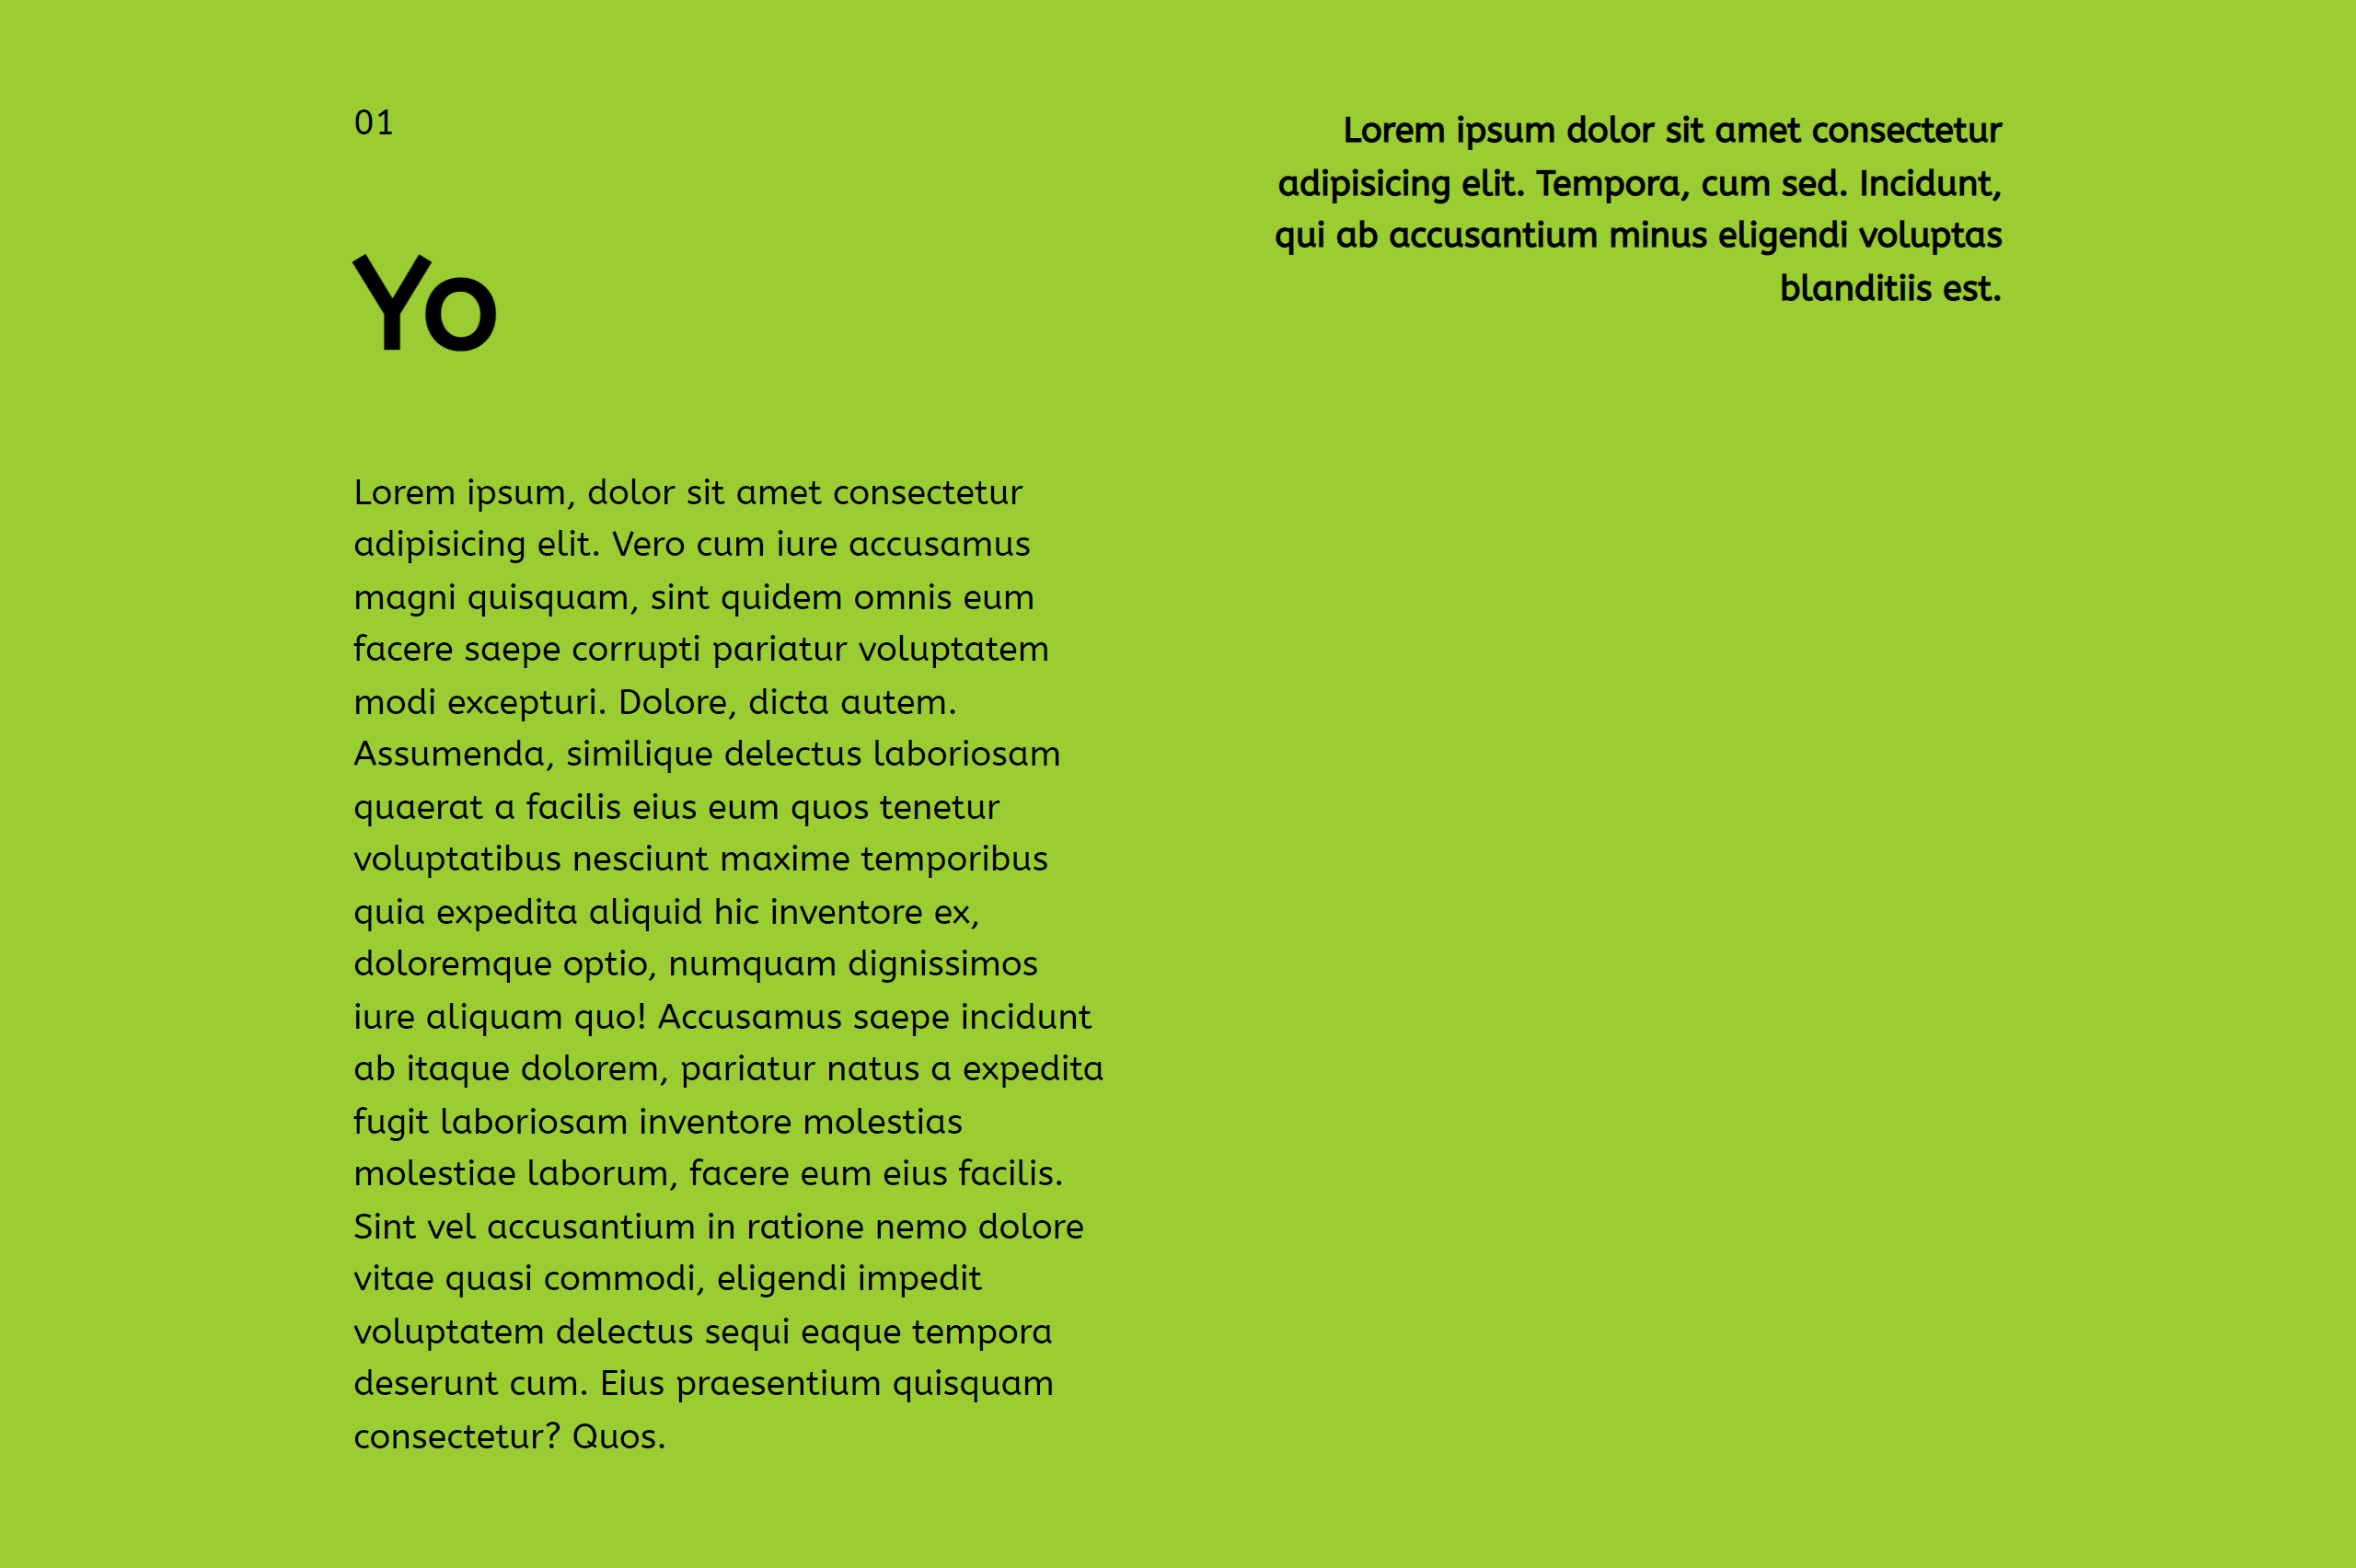 01
Yo
Lorem ipsum, dolor sit amet consectetur
adipisicing elit. Vero cum iure accusamus
magni quisquam, sint quidem omnis eum
facere saepe corrupti pariatur voluptatem
modi excepturi. Dolore, dicta autem.
Assumenda, similique delectus laboriosam
quaerat a facilis eius eum quos tenetur
voluptatibus nesciunt maxime temporibus
quia expedita aliquid hic inventore ex,
doloremque optio, numquam dignissimos
iure aliquam quo! Accusamus saepe incidunt
ab itaque dolorem, pariatur natus a expedita
fugit laboriosam inventore molestias
molestiae laborum, facere eum eius facilis.
Sint vel accusantium in ratione nemo dolore
vitae quasi commodi, eligendi impedit
voluptatem delectus sequi eaque tempora
deserunt cum. Eius praesentium quisquam
consectetur? Quos.
Lorem ipsum dolor sit amet consectetur
adipisicing elit. Tempora, cum sed. Incidunt,
qui ab accusantium minus eligendi voluptas
blanditiis est.